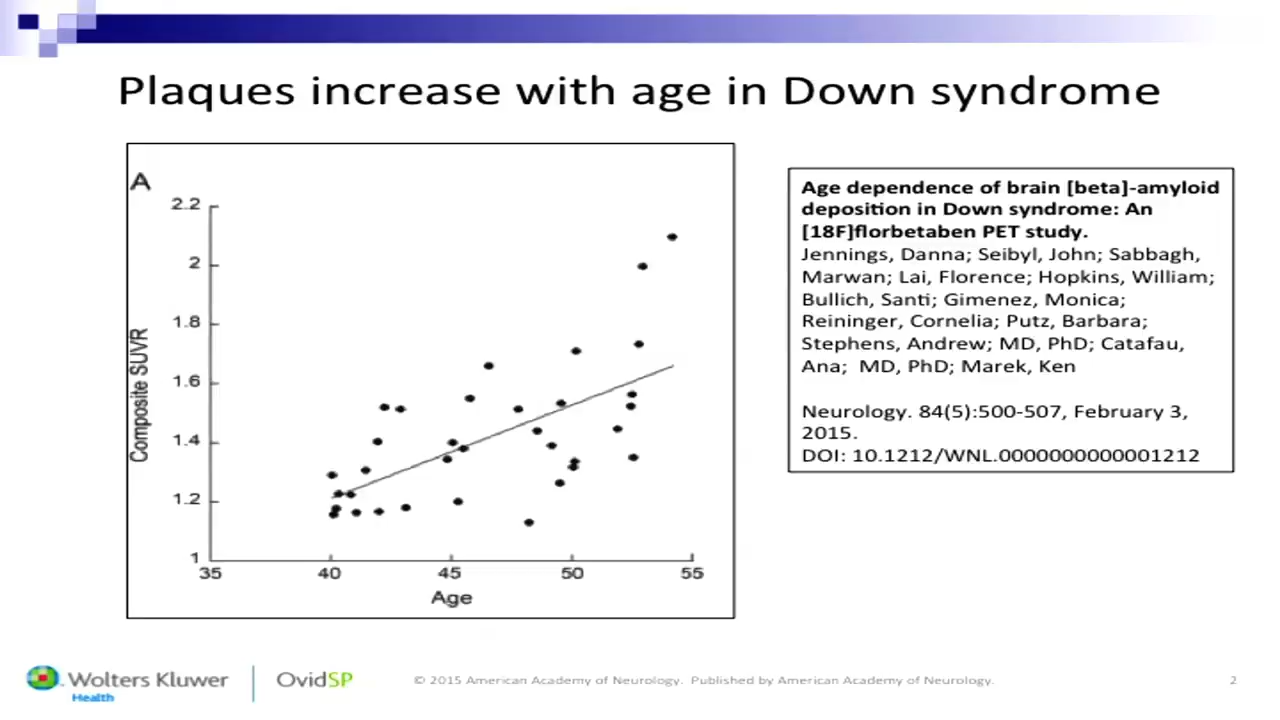 Plaques increase with age in Down syndrome
A
2.2
2
1.8
1.6
1.4
1.2
1
Composite SUVR
35
40
45
50
55
Age
Age dependence of brain [beta]-amyloid
deposition in Down syndrome: An
[18F]florbetaben PET study.
Jennings, Danna; Seibyl, John; Sabbagh,
Marwan; Lai, Florence; Hopkins, William;
Bullich, Santi; Gimenez, Monica;
Reininger, Cornelia; Putz, Barbara;
Stephens, Andrew; MD, PhD; Catafau,
Ana; MD, PhD; Marek, Ken
Neurology. 84(5):500-507, February 3,
2015.
DOI: 10.1212/WNL.0000000000001212
Wolters Kluwer
Health
OvidSP
© 2015 American Academy of Neurology. Published by American Academy of Neurology.
2